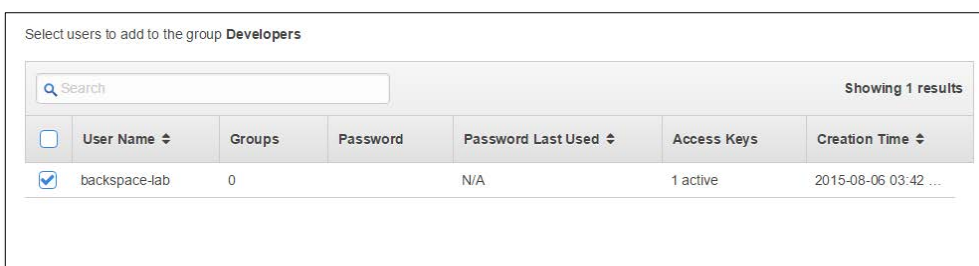 Select users to add to the group Developers
Search Showing 1 results
User Name Groups Password Password Last Used Access Keys Creation Time
backspace-lab 0 N/A 1 active 2015-08-06 03:42 ...